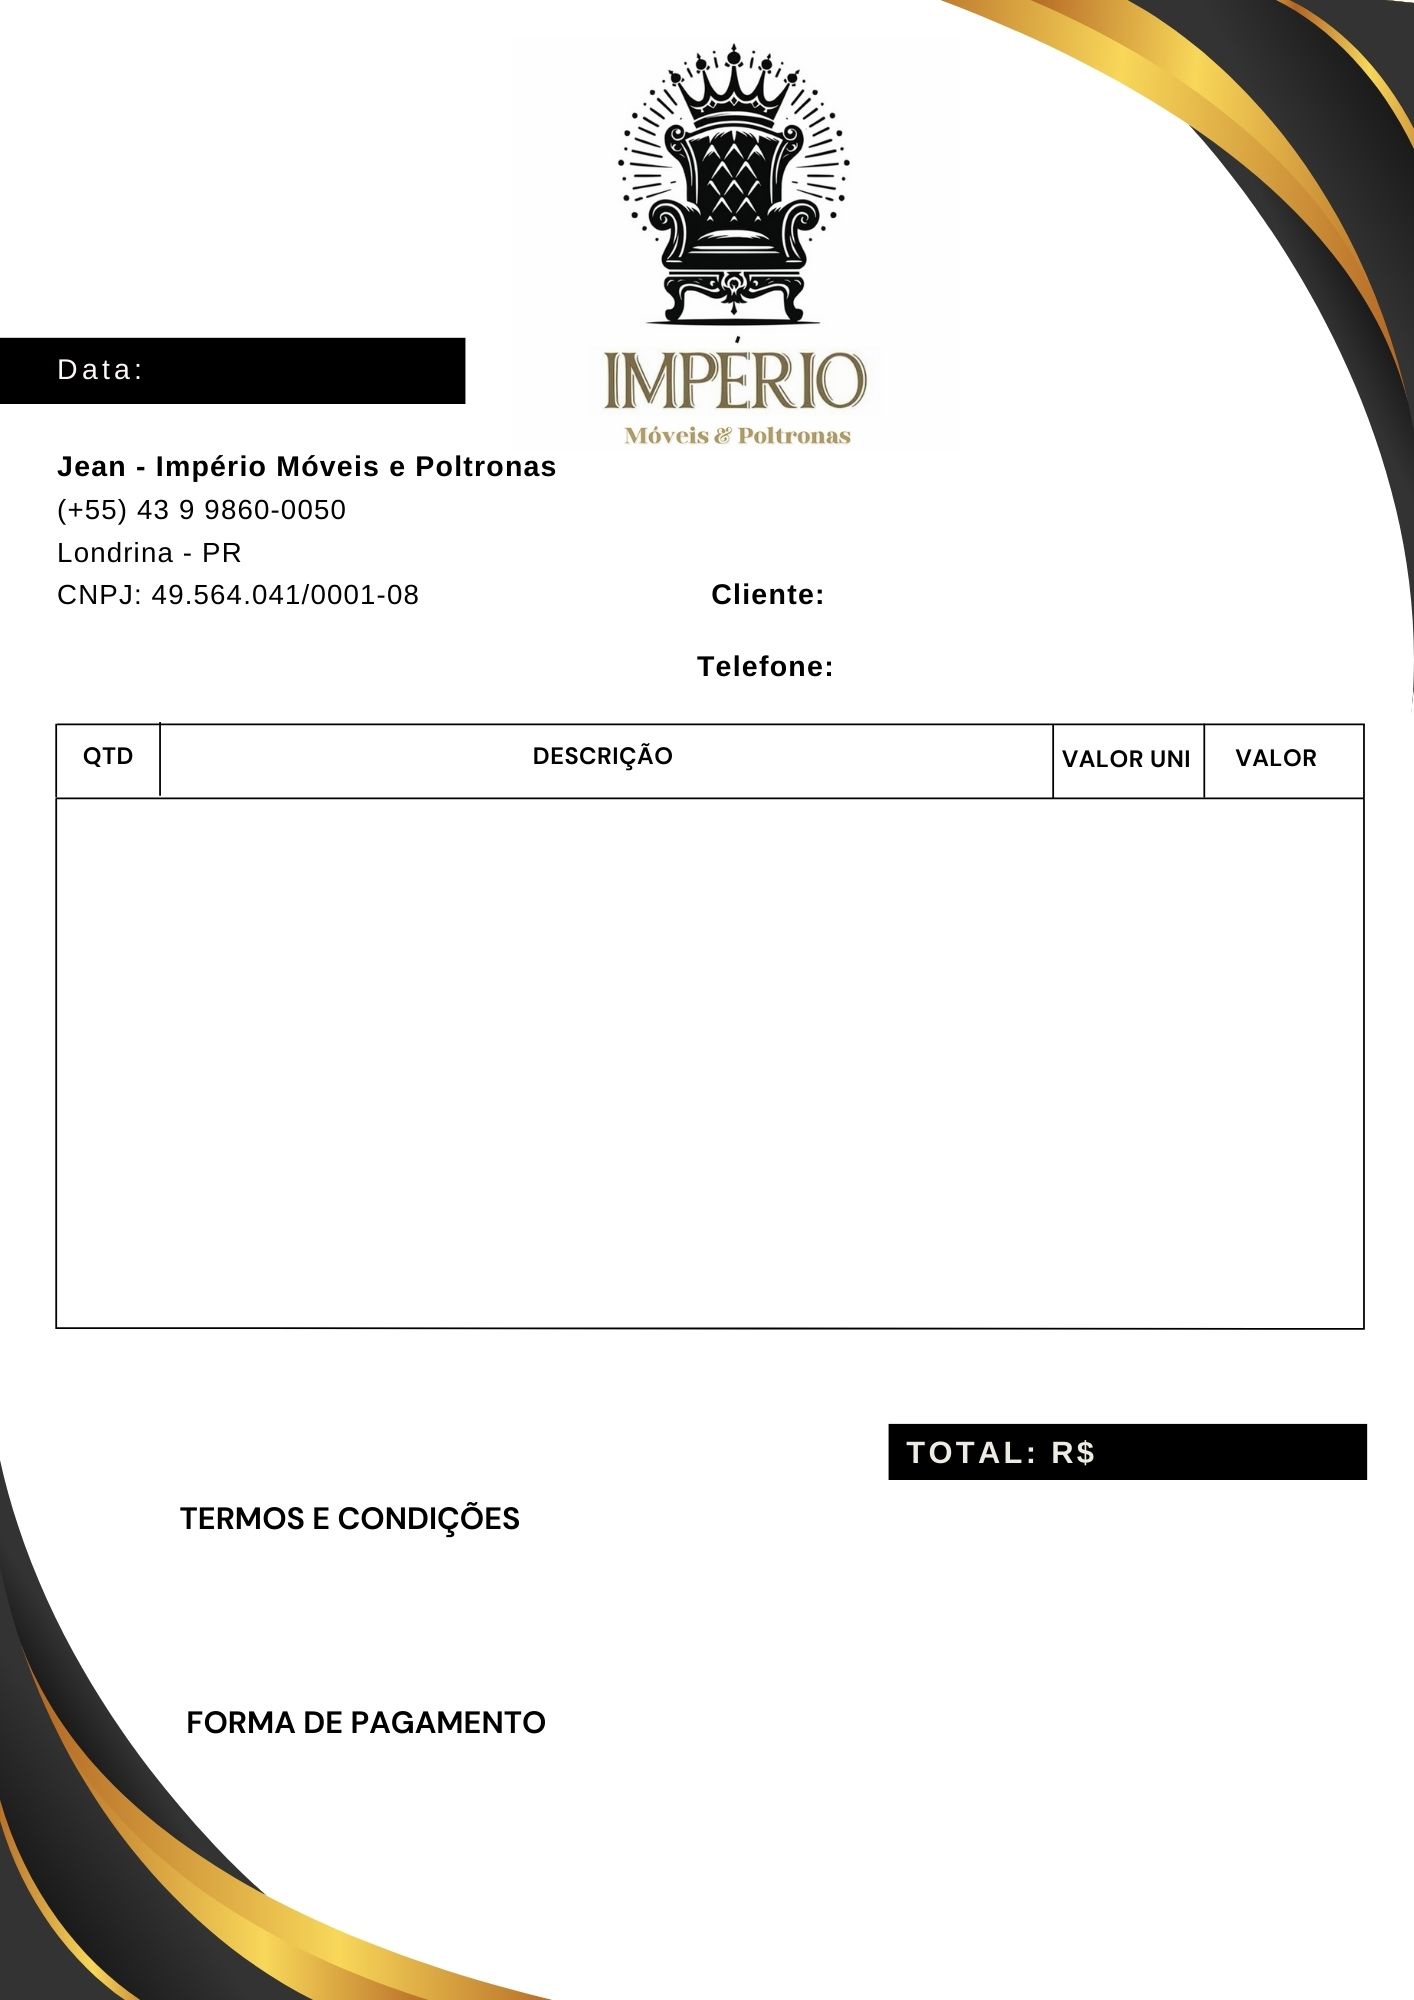 IMPÉRIO
Móveis & Poltronas
Data:
Jean - Império Móveis e Poltronas
(+55) 43 9 9860-0050
Londrina - PR
CNPJ: 49.564.041/0001-08
Cliente:
Telefone:
QTD DESCRIÇÃO VALOR UNI VALOR
TOTAL: R$
TERMOS E CONDIÇÕES
FORMA DE PAGAMENTO